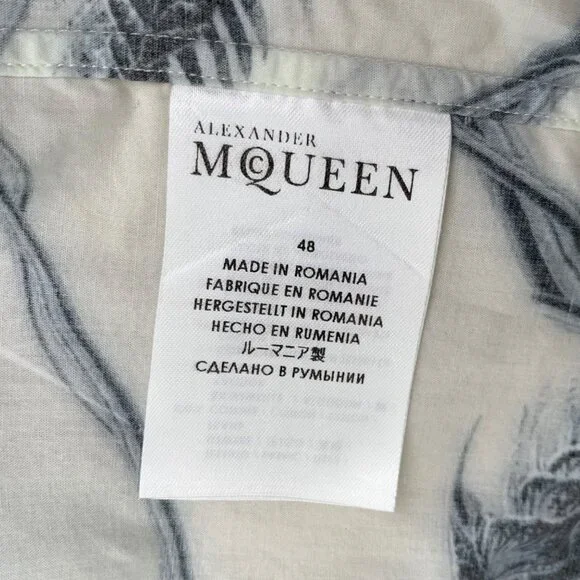 ALEXANDER
McQUEEN
48
MADE IN ROMANIA
FABRIQUE EN ROMANIE
HERGESTELLT IN ROMANIA
HECHO EN RUMENIA
ルーマニア製
СДЕЛАНО В РУМЫНИИ